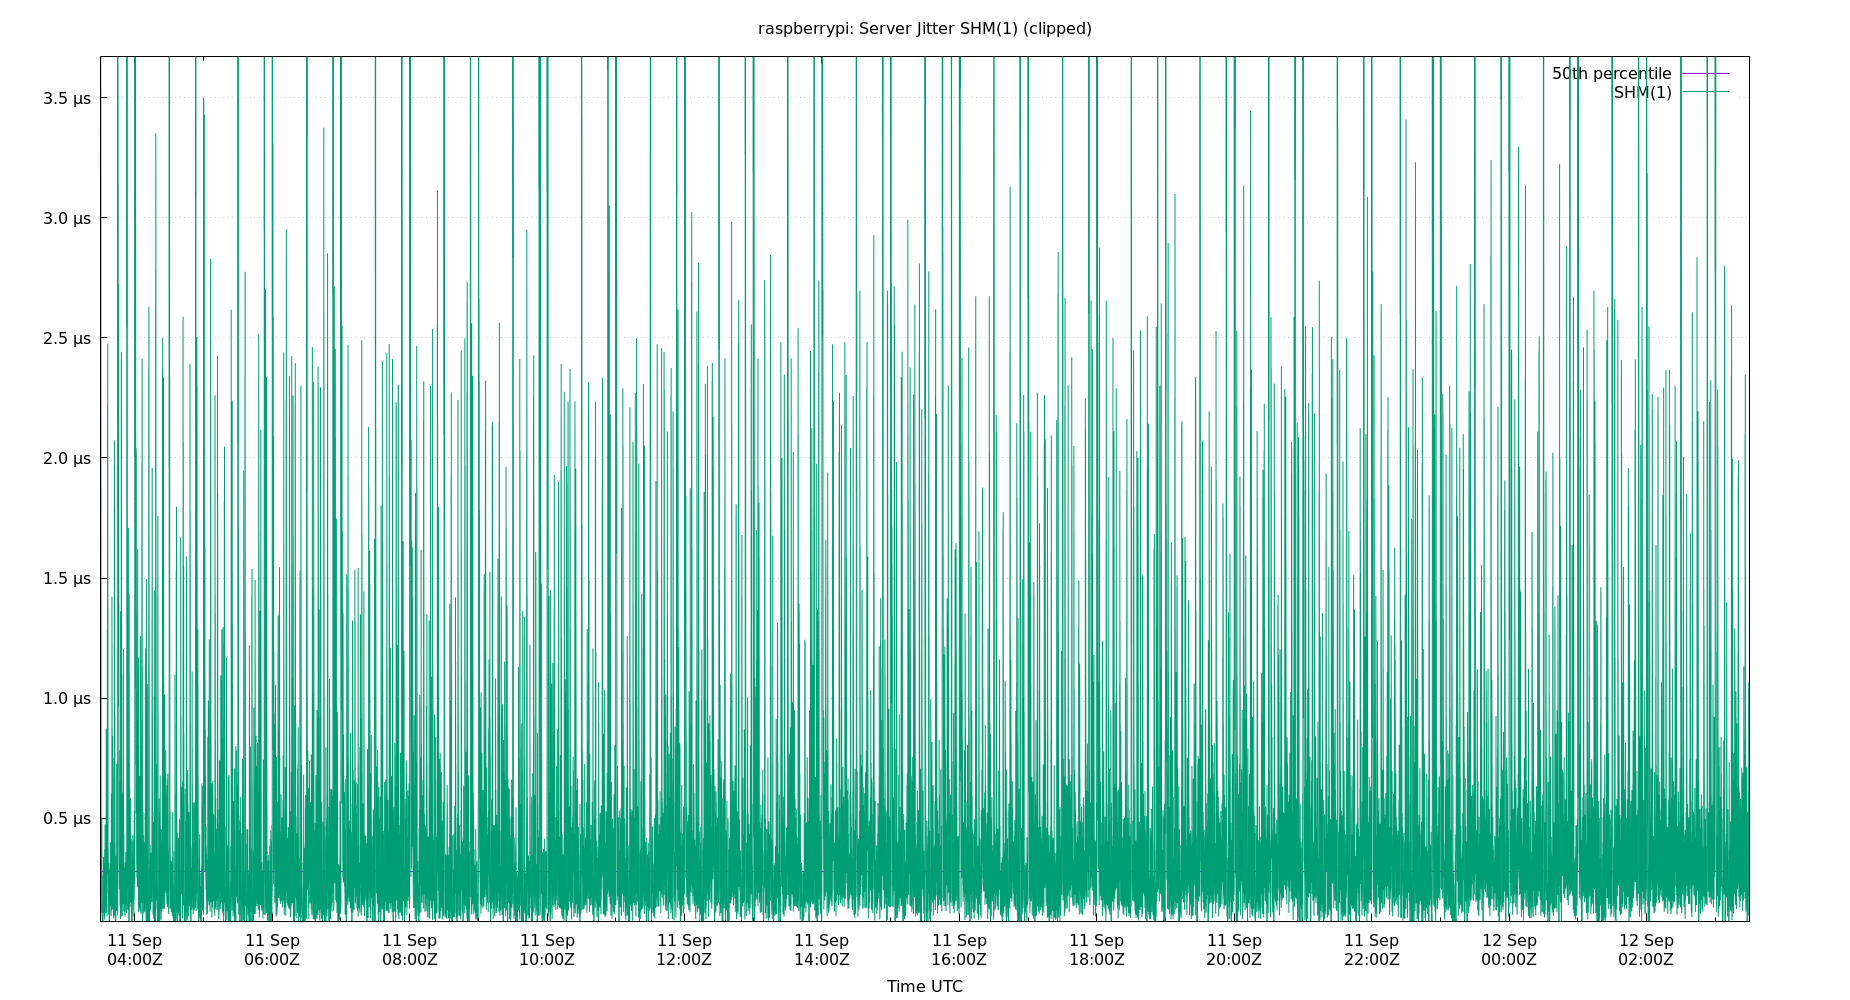 raspberrypi: Server Jitter SHM(1) (clipped)
50th percentile
SHM(1)
3.5 µs
3.0 µs
2.5 µs
2.0 µs
1.5 µs
1.0 µs
0.5 µs
11 Sep 11 Sep 11 Sep 11 Sep 11 Sep 11 Sep 11 Sep 11 Sep 11 Sep 11 Sep 12 Sep 12 Sep
04:00Z 06:00Z 08:00Z 10:00Z 12:00Z 14:00Z 16:00Z 18:00Z 20:00Z 22:00Z 00:00Z 02:00Z
Time UTC